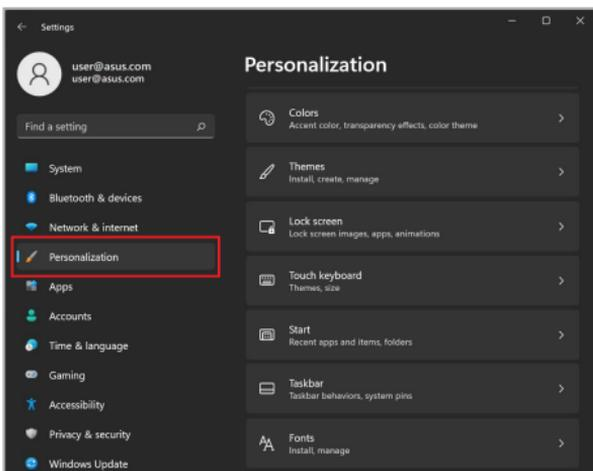 Settings
user@asus.com
user@asus.com
Find a setting
System
Bluetooth & devices
Network & internet
Personalization
Apps
Accounts
Time & language
Gaming
Accessibility
Privacy & security
Windows Update
Personalization
Colors
Accent color, transparency effects, color theme
Themes
Install, create, manage
Lock screen
Lock screen images, apps, animations
Touch keyboard
Themes, size
Start
Recent apps and items, folders
Taskbar
Taskbar behaviors, system pins
Fonts
Install, manage